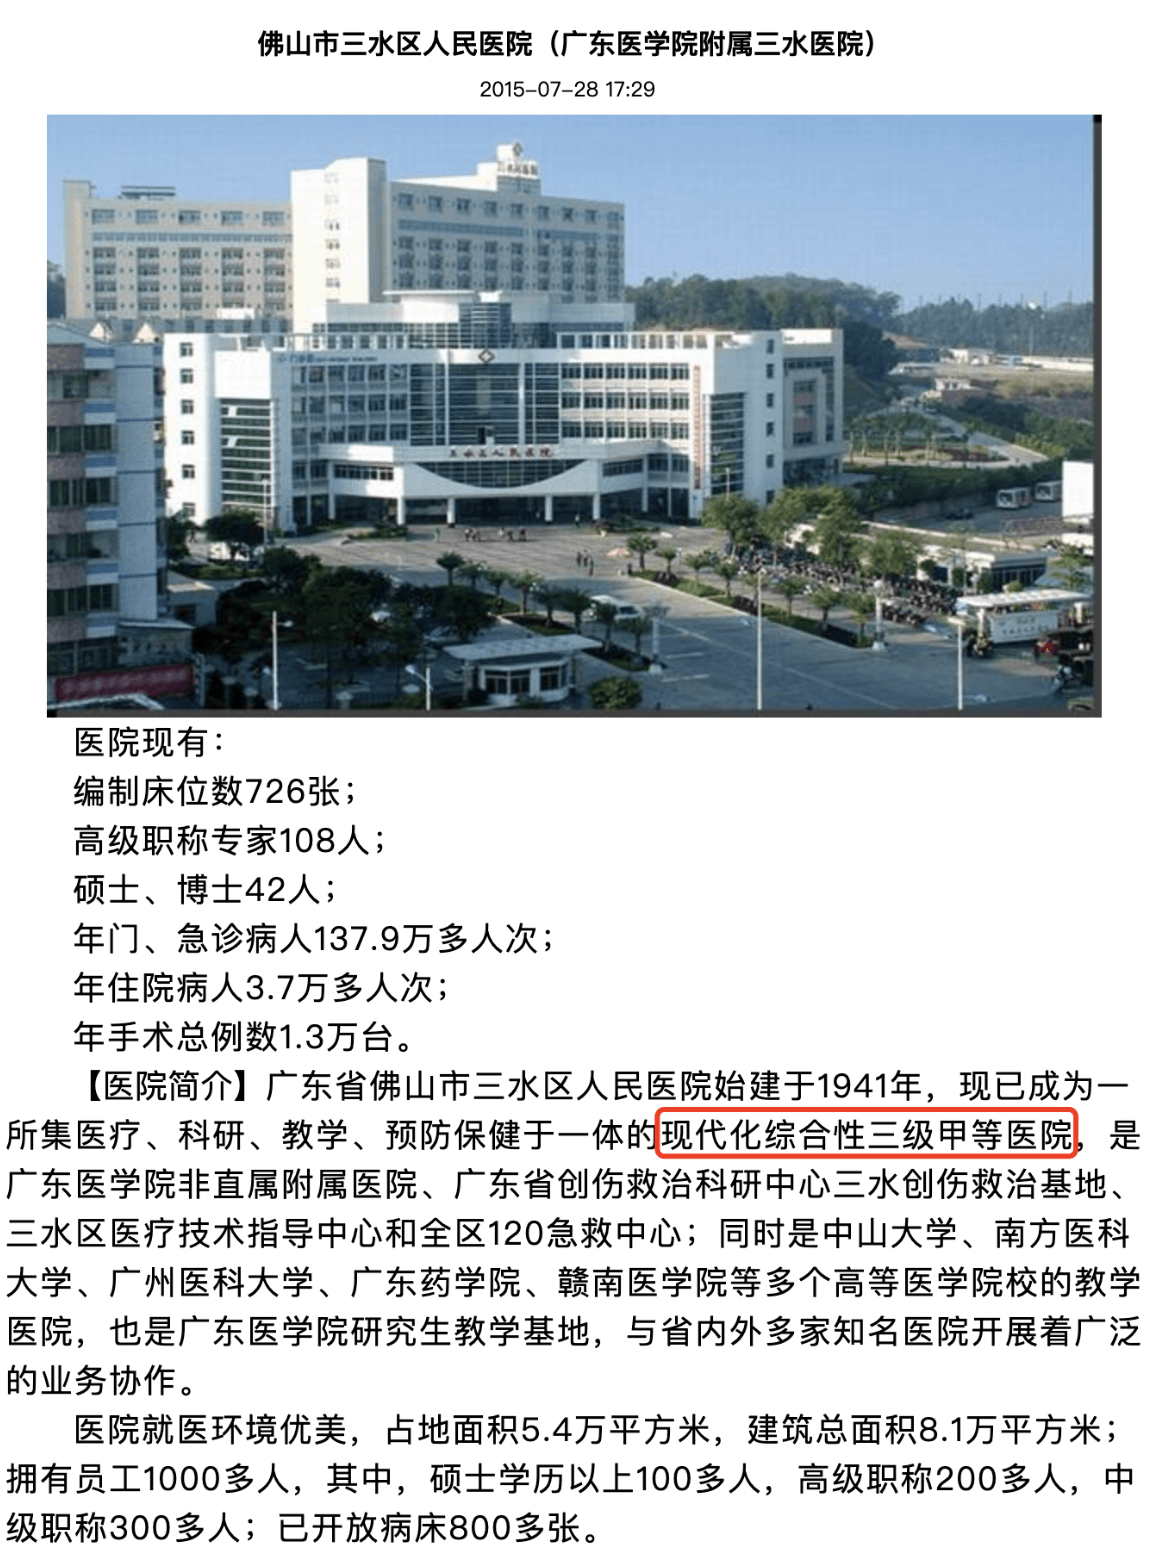 佛山市三水区人民医院（广东医学院附属三水医院）
2015-07-28 17:29
三水区人民医院
医院现有：
编制床位数726张；
高级职称专家108人；
硕士、博士42人；
年门、急诊病人137.9万多人次；
年住院病人3.7万多人次；
年手术总例数1.3万台。
【医院简介】广东省佛山市三水区人民医院始建于1941年，现已成为一
所集医疗、科研、教学、预防保健于一体的现代化综合性三级甲等医院，是
广东医学院非直属附属医院、广东省创伤救治科研中心三水创伤救治基地、
三水区医疗技术指导中心和全区120急救中心；同时是中山大学、南方医科
大学、广州医科大学、广东药学院、赣南医学院等多个高等医学院校的教学
医院，也是广东医学院研究生教学基地，与省内外多家知名医院开展着广泛
的业务协作。
医院就医环境优美，占地面积5.4万平方米，建筑总面积8.1万平方米；
拥有员工1000多人，其中，硕士学历以上100多人，高级职称200多人，中
级职称300多人；已开放病床800多张。